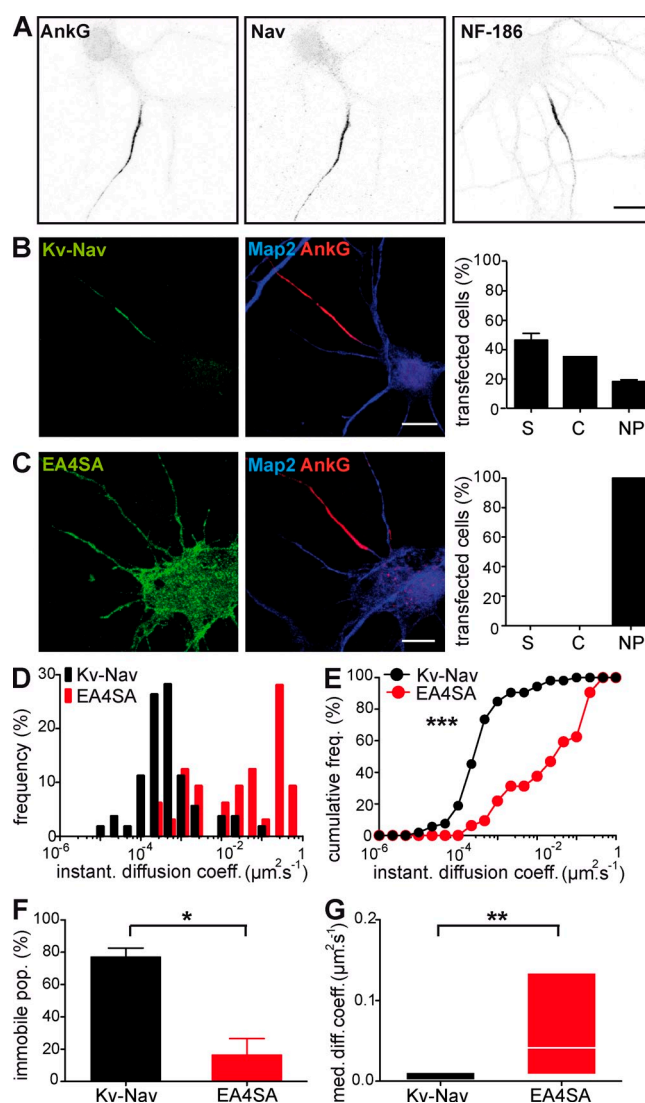 A
AnkG
Nav
NF-186
B
Kv-Nav
Map2 AnkG
transfected cells (%)
100
80
60
40
20
0
S C NP
C
EA4SA
Map2 AnkG
transfected cells (%)
100
80
60
40
20
0
S C NP
D
Kv-Nav
EA4SA
frequency (%)
30
20
10
0
10-6 10-4 10-2 1
instant. diffusion coeff. (µm2.s-1)
E
Kv-Nav
EA4SA
***
cumulative freq. (%)
100
80
60
40
20
0
10-6 10-4 10-2 1
instant. diffusion coeff. (µm2.s-1)
F
*
immobile pop. (%)
100
80
60
40
20
0
Kv-Nav EA4SA
G
**
med. diff. coeff. (µm2.s-1)
0.2
0.1
0.0
Kv-Nav EA4SA